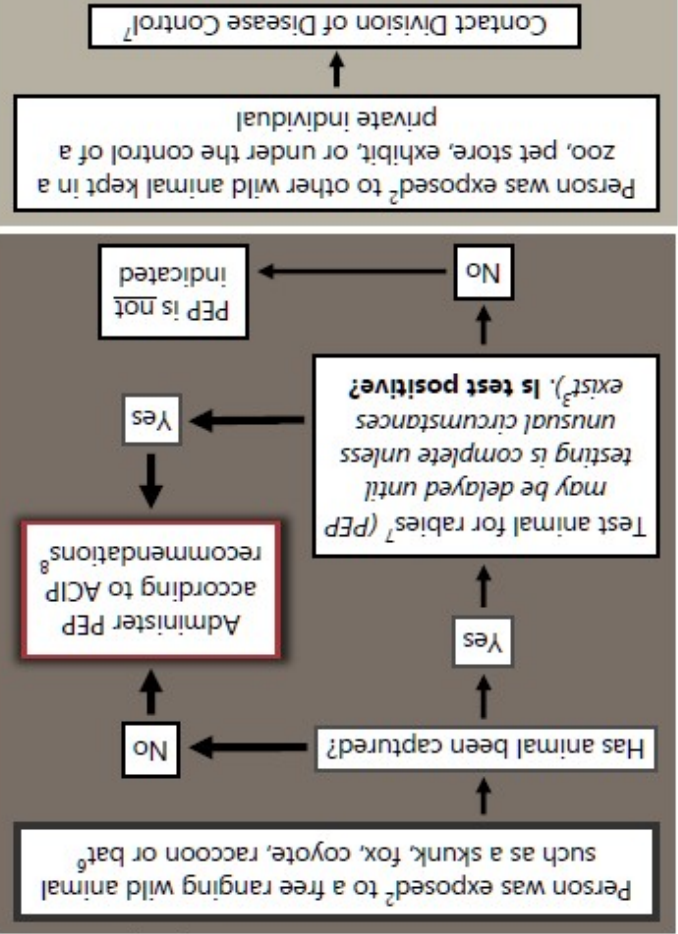 Person was exposed² to a free ranging wild animal
such as a skunk, fox, coyote, raccoon or bat⁶
Has animal been captured?
No
Yes
Administer PEP
according to ACIP
recommendations⁸
Test animal for rabies⁷ (PEP
may be delayed until
testing is complete unless
unusual circumstances
exist³). Is test positive?
Yes
No
PEP is not
indicated
Person was exposed² to other wild animal kept in a
zoo, pet store, exhibit, or under the control of a
private individual
Contact Division of Disease Control⁷